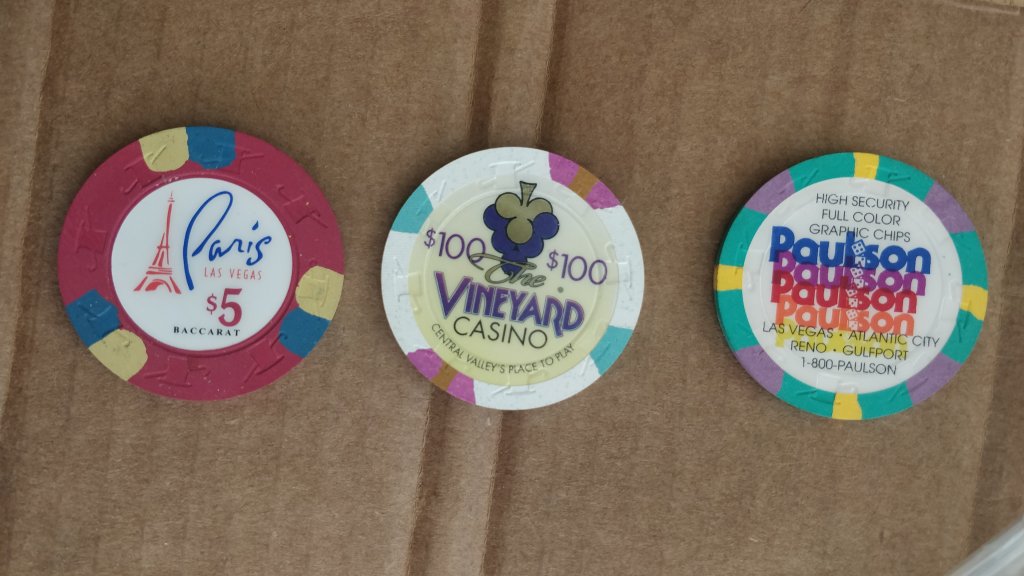 Paris
LAS VEGAS
$5
BACCARAT
$100 $100
The
VINEYARD
CASINO
CENTRAL VALLEY'S PLACE TO PLAY
HIGH SECURITY
FULL COLOR
GRAPHIC CHIPS
Paulson
Paulson
Paulson
Paulson
LAS VEGAS • ATLANTIC CITY
RENO • GULFPORT
1-800-PAULSON